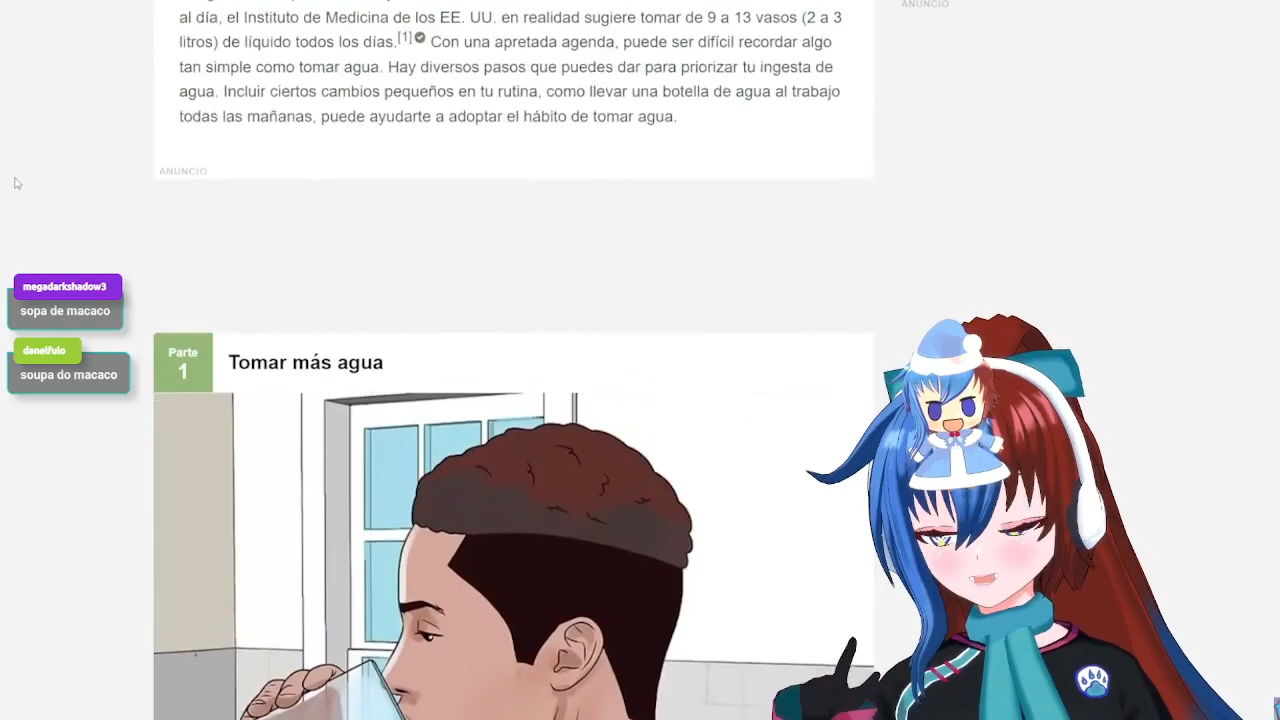 ANUNCIO
al día, el Instituto de Medicina de los EE. UU. en realidad sugiere tomar de 9 a 13 vasos (2 a 3
litros) de líquido todos los días.[1] Con una apretada agenda, puede ser difícil recordar algo
tan simple como tomar agua. Hay diversos pasos que puedes dar para priorizar tu ingesta de
agua. Incluir ciertos cambios pequeños en tu rutina, como llevar una botella de agua al trabajo
todas las mañanas, puede ayudarte a adoptar el hábito de tomar agua.
ANUNCIO
megadarkshadow3
sopa de macaco
danelfulo
soupa do macaco
Parte
1
Tomar más agua